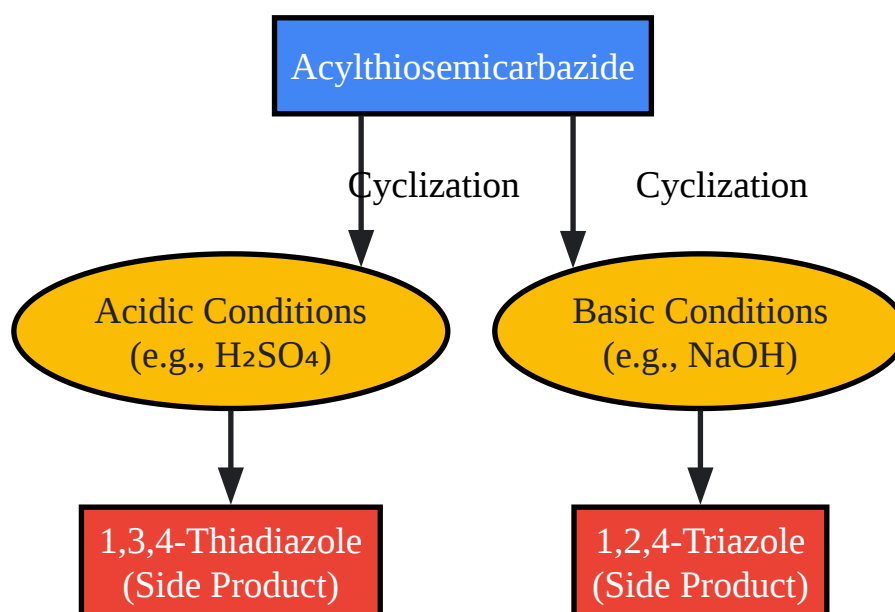 Acylthiosemicarbazide
Cyclization
Cyclization
Acidic Conditions
(e.g., H₂SO₄)
Basic Conditions
(e.g., NaOH)
1,3,4-Thiadiazole
(Side Product)
1,2,4-Triazole
(Side Product)